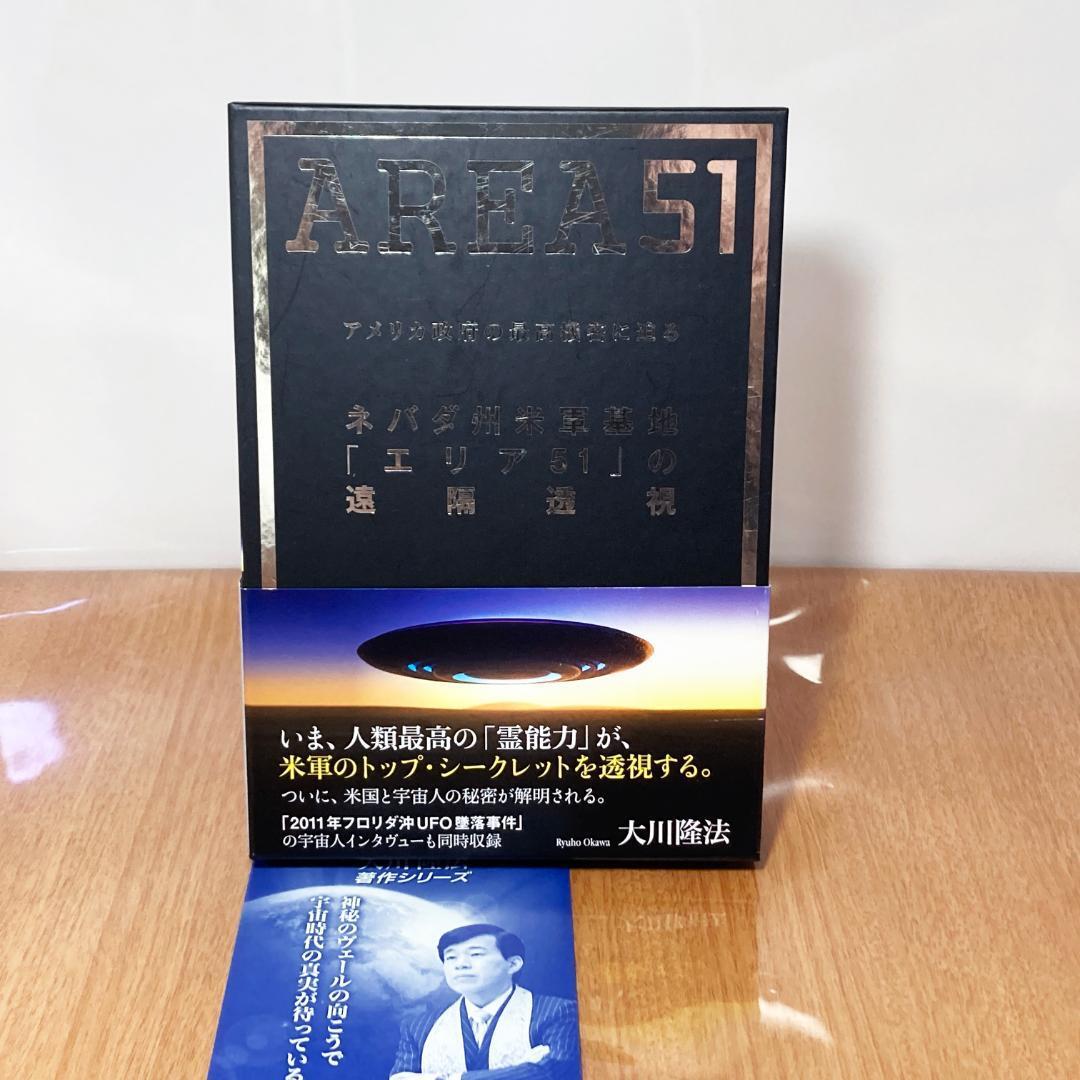 AREA51
アメリカ政府の最高機密に迫る
ネバダ州米軍基地
「エリア51」の
遠隔透視
いま、人類最高の「霊能力」が、
米軍のトップ・シークレットを透視する。
ついに、米国と宇宙人の秘密が解明される。
「2011年フロリダ沖UFO墜落事件」
の宇宙人インタヴューも同時収録
Ryuho Okawa 大川隆法
大川隆法
著作シリーズ
神秘のヴェールの向こうで
宇宙時代の真実が待っている